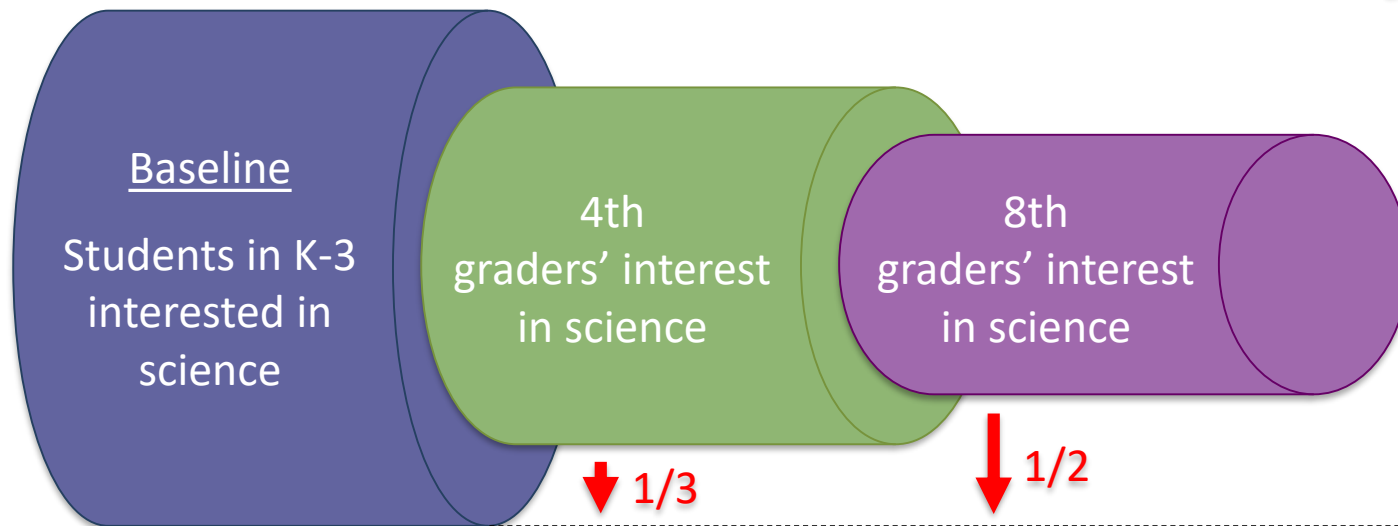 Baseline
Students in K-3
interested in
science
4th
graders’ interest
in science
8th
graders’ interest
in science
1/3
1/2